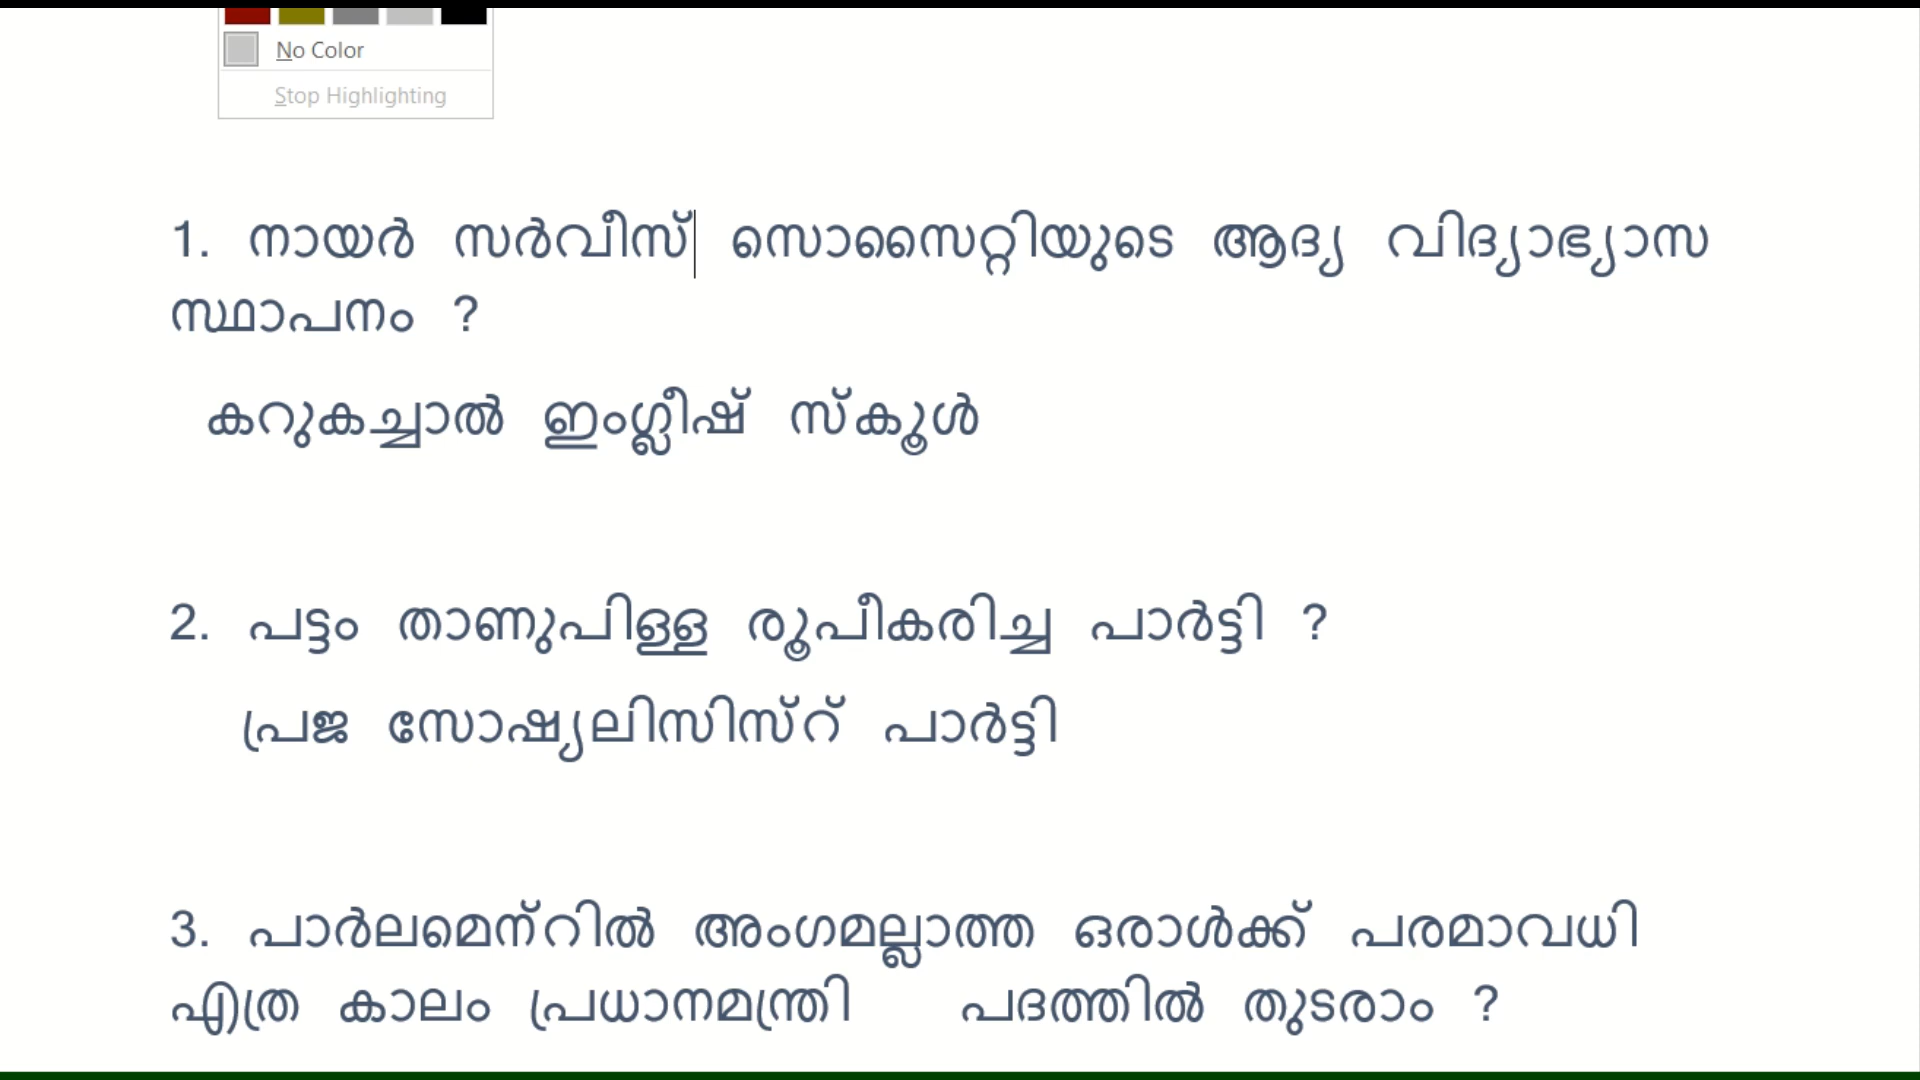 No Color
Stop Highlighting
1. നായർ സർവീസ് സൊസൈറ്റിയുടെ ആദ്യ വിദ്യാഭ്യാസ
സ്ഥാപനം ?
കറുകച്ചാൽ ഇംഗ്ലീഷ് സ്കൂൾ
2. പട്ടം താണുപിള്ള രൂപീകരിച്ച പാർട്ടി ?
പ്രജ സോഷ്യലിസിസ്റ് പാർട്ടി
3. പാർലമെന്റിൽ അംഗമല്ലാത്ത ഒരാൾക്ക് പരമാവധി
എത്ര കാലം പ്രധാനമന്ത്രി പദത്തിൽ തുടരാം ?